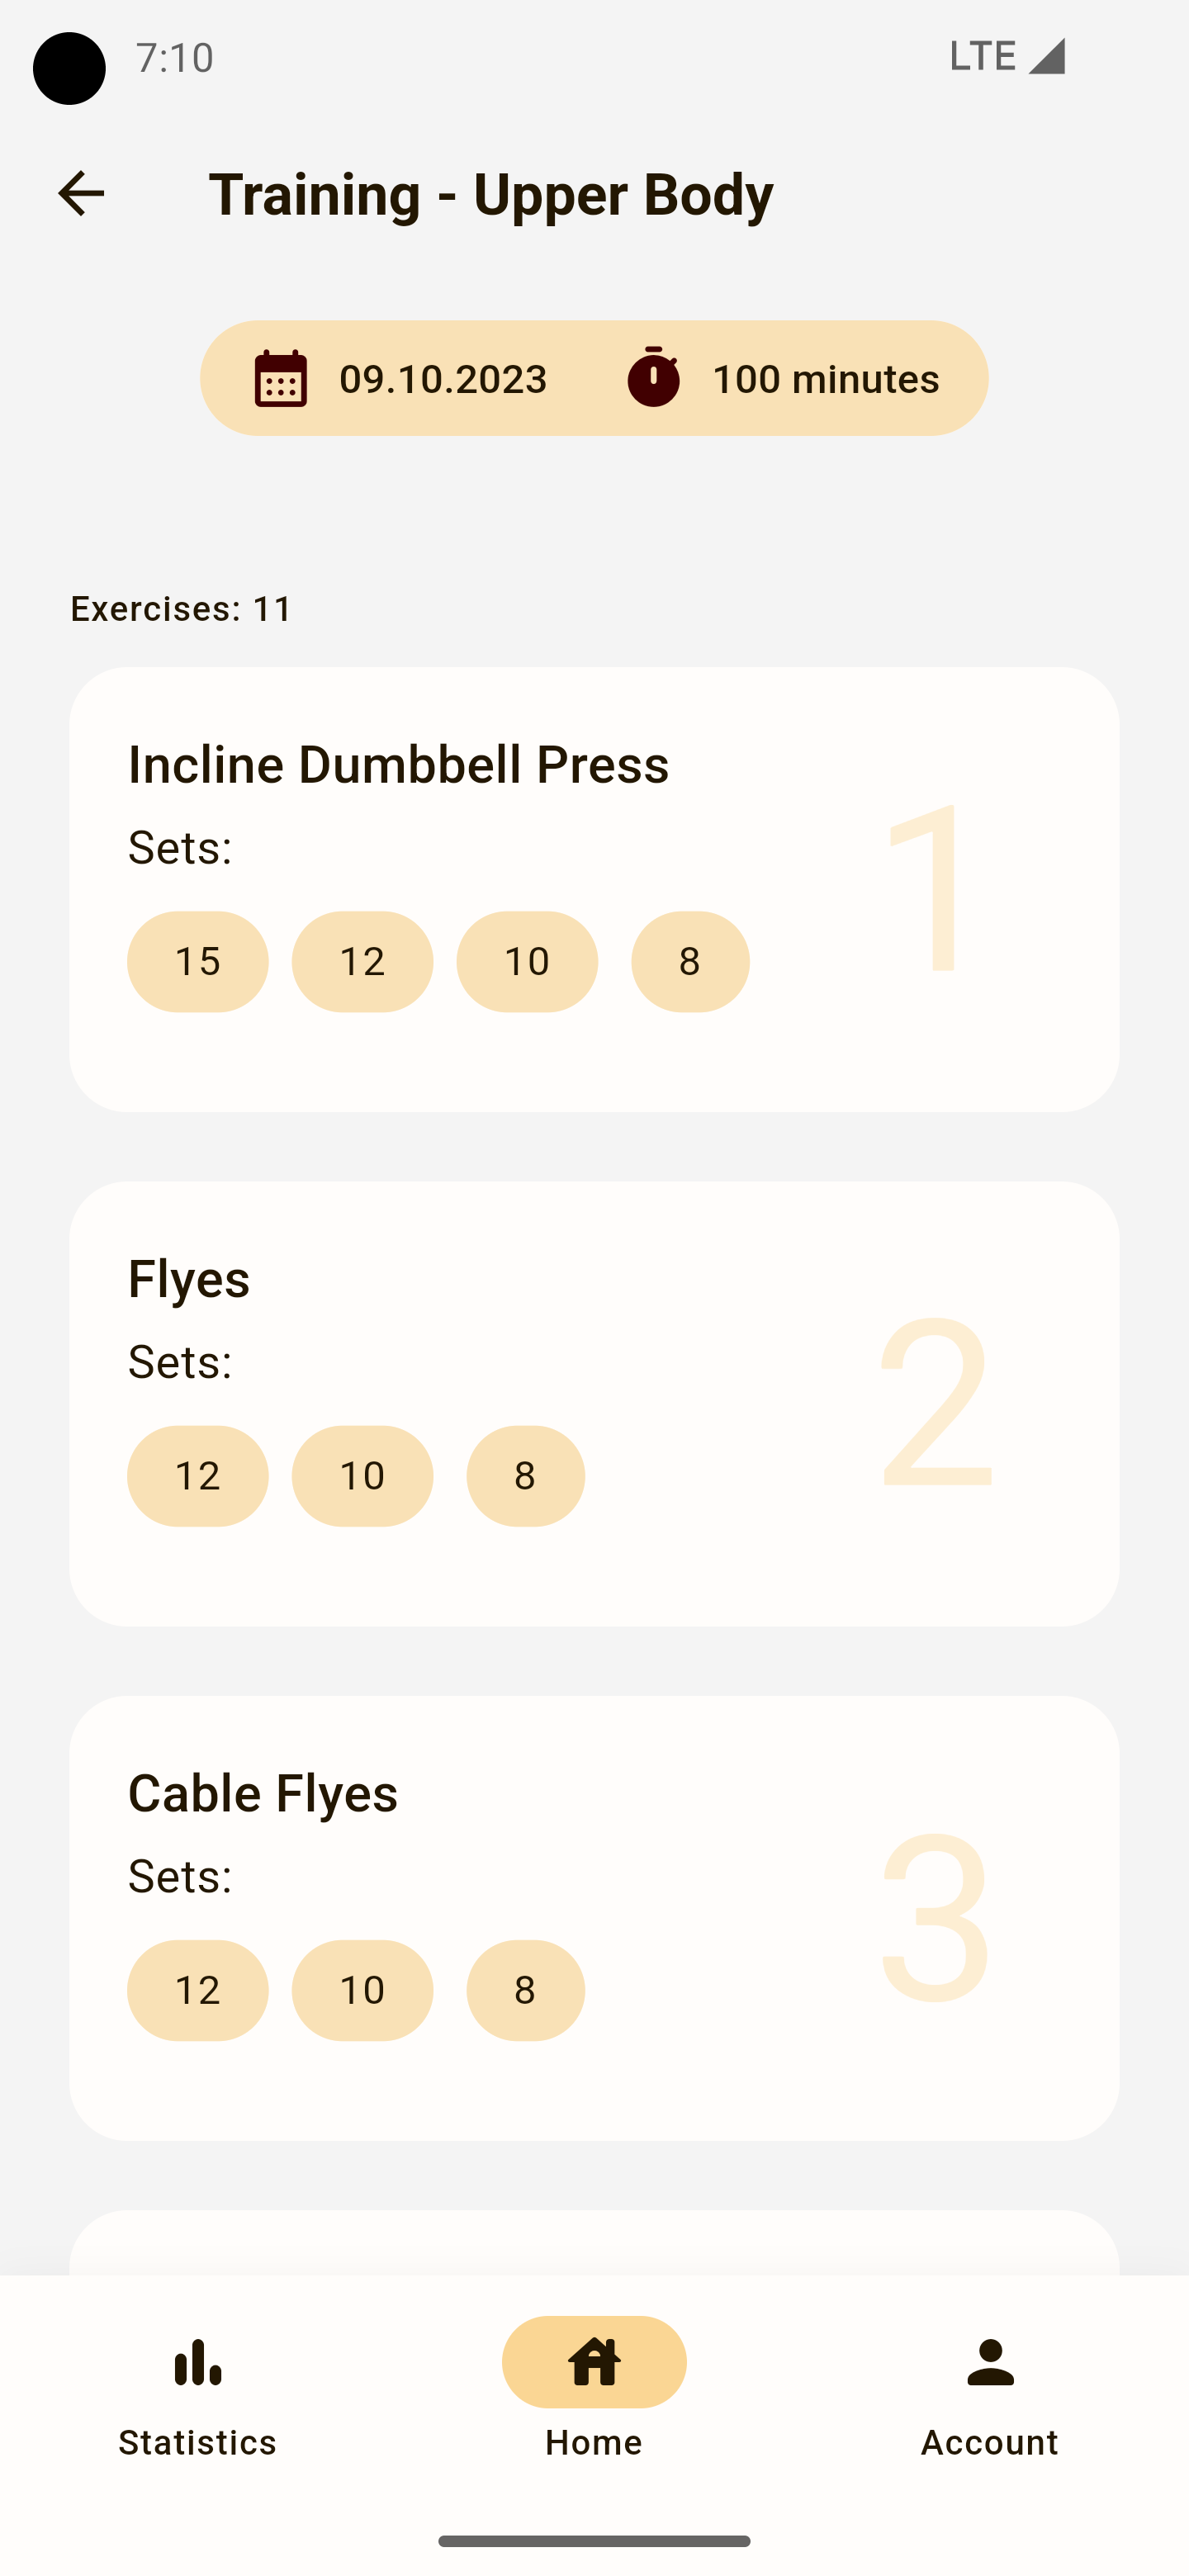 7:10 LTE
Training - Upper Body
09.10.2023 100 minutes
Exercises: 11
Incline Dumbbell Press
Sets:
15 12 10 8
1
Flyes
Sets:
12 10 8
2
Cable Flyes
Sets:
12 10 8
3
Statistics Home Account